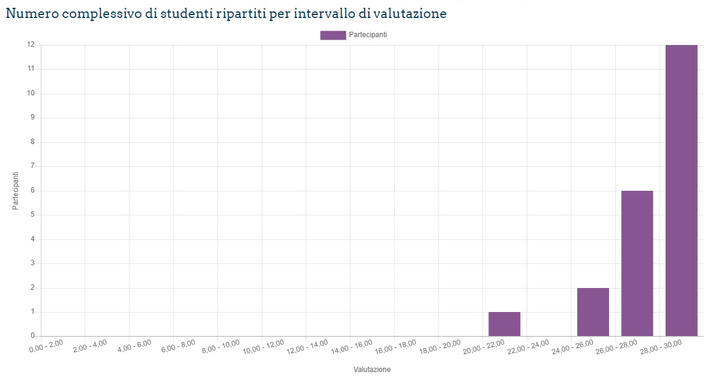 Numero complessivo di studenti ripartiti per intervallo di valutazione
Partecipanti
12
11
10
9
8
7
6
5
4
3
2
1
0
Partecipanti
0,00 - 2,00
2,00 - 4,00
4,00 - 6,00
6,00 - 8,00
8,00 - 10,00
10,00 - 12,00
12,00 - 14,00
14,00 - 16,00
16,00 - 18,00
18,00 - 20,00
20,00 - 22,00
22,00 - 24,00
24,00 - 26,00
26,00 - 28,00
28,00 - 30,00
Valutazione